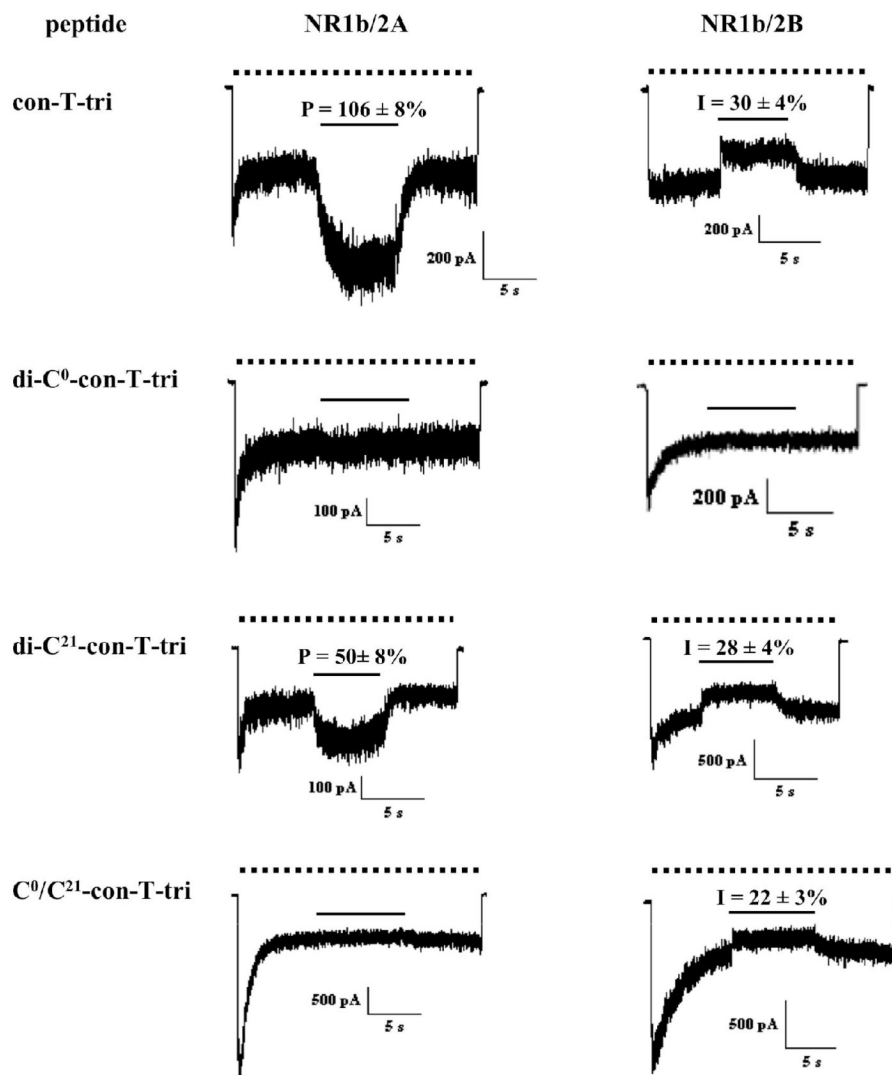 peptide NR1b/2A NR1b/2B
con-T-tri
P = 106 ± 8%
I = 30 ± 4%
200 pA
5 s
200 pA
5 s
di-C⁰-con-T-tri
100 pA
5 s
200 pA
5 s
di-C²¹-con-T-tri
P = 50± 8%
I = 28 ± 4%
100 pA
5 s
500 pA
5 s
C⁰/C²¹-con-T-tri
I = 22 ± 3%
500 pA
5 s
500 pA
5 s